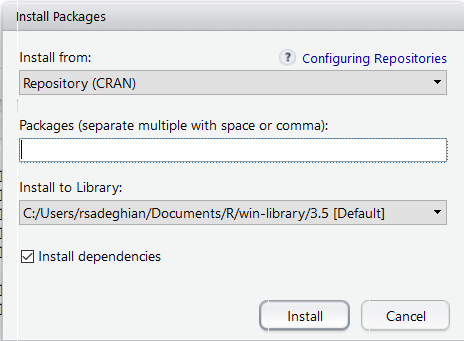 Install Packages
Install from:
? Configuring Repositories
Repository (CRAN)
Packages (separate multiple with space or comma):
Install to Library:
C:/Users/rsadeghian/Documents/R/win-library/3.5 [Default]
Install dependencies
Install
Cancel